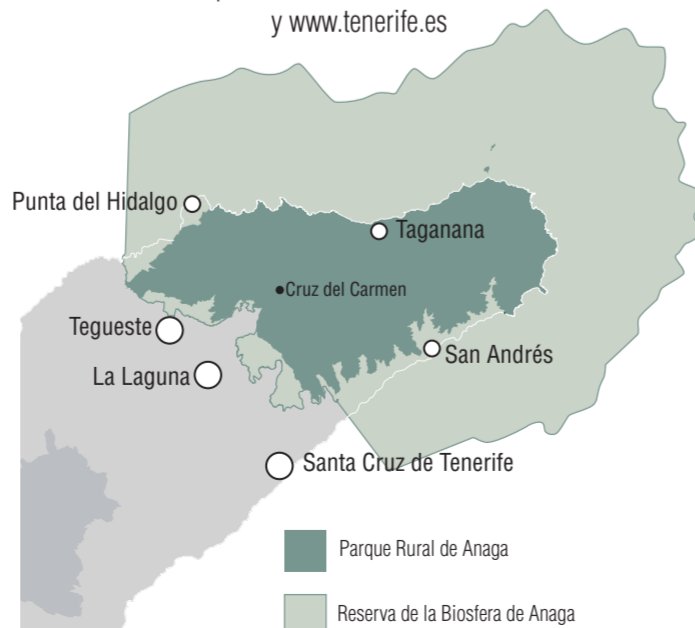 y www.tenerife.es
Punta del Hidalgo
Taganana
Cruz del Carmen
Tegueste
San Andrés
La Laguna
Santa Cruz de Tenerife
Parque Rural de Anaga
Reserva de la Biosfera de Anaga